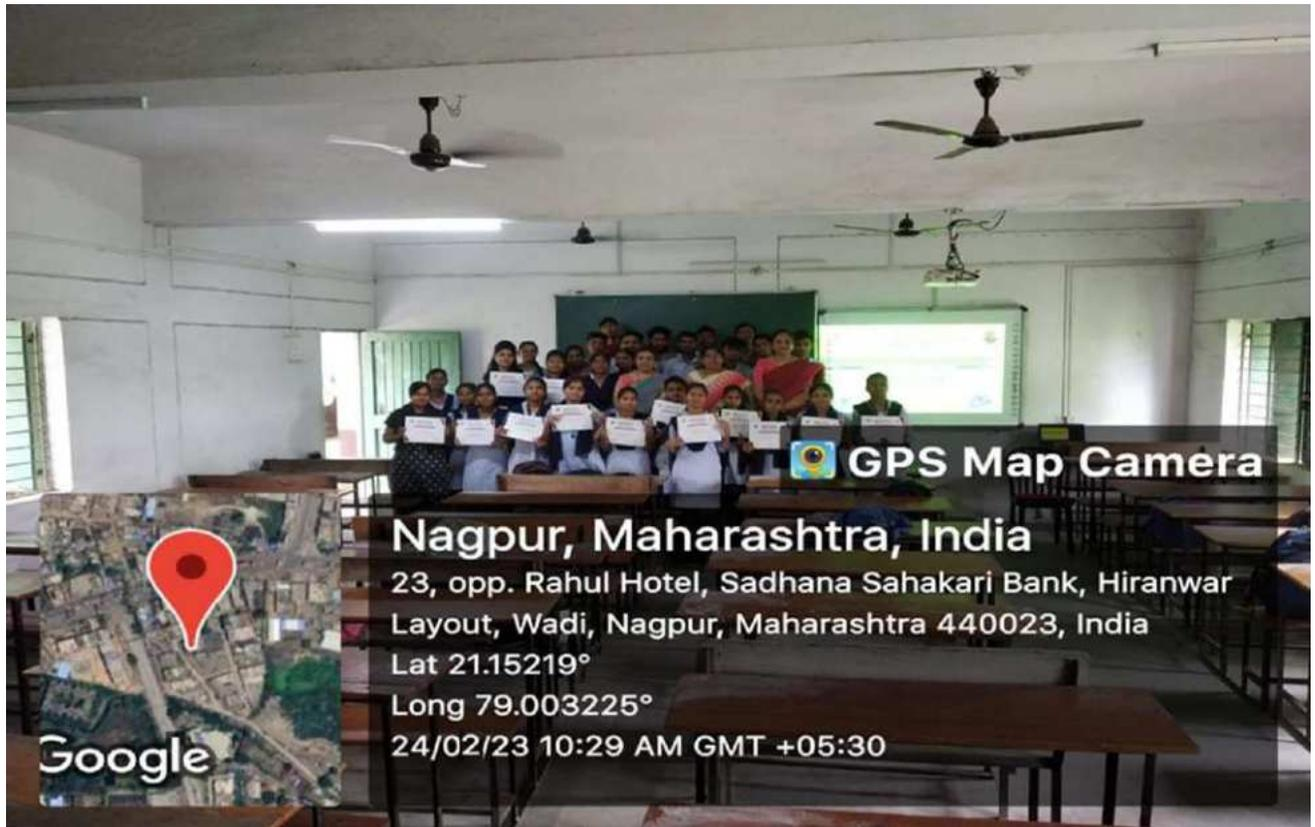 GPS Map Camera
Nagpur, Maharashtra, India
23, opp. Rahul Hotel, Sadhana Sahakari Bank, Hiranwar
Layout, Wadi, Nagpur, Maharashtra 440023, India
Lat 21.15219°
Long 79.003225°
24/02/23 10:29 AM GMT +05:30
Google